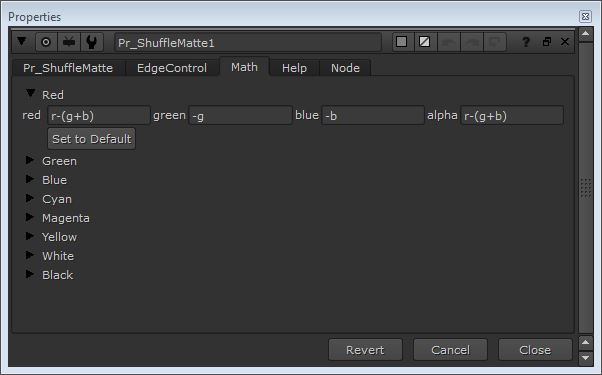 Properties
Pr_ShuffleMatte1 ?
Pr_ShuffleMatte EdgeControl Math Help Node
Red
red r-(g+b) green -g blue -b alpha r-(g+b)
Set to Default
Green
Blue
Cyan
Magenta
Yellow
White
Black
Revert Cancel Close